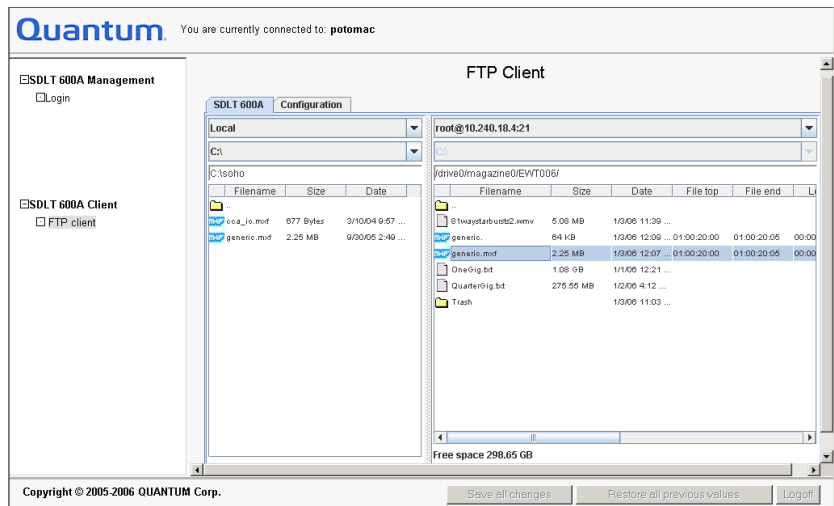 Quantum. You are currently connected to: potomac
FTP Client
SDLT 600A Management
Login
SDLT 600A Client
FTP client
SDLT 600A Configuration
Local
C:\
C:\soho
Filename Size Date
..
cca_io.mxf 677 Bytes 3/10/04 9:57 ...
generic.mxf 2.25 MB 9/30/05 2:49 ...
root@10.240.18.4:21
C:\
/drive0/magazine0/EWT006/
Filename Size Date File top File end L
..
81waystarbursts2.wmv 5.08 MB 1/3/06 11:39 ...
generic. 64 KB 1/3/06 12:09 ... 01:00:20:00 01:00:20:05 00:00
generic.mxf 2.25 MB 1/3/06 12:07 ... 01:00:20:00 01:00:20:05 00:00
OneGig.txt 1.08 GB 1/1/06 12:21 ...
QuarterGig.txt 275.55 MB 1/2/06 4:12 ...
Trash 1/3/06 11:03 ...
Free space 298.65 GB
Copyright © 2005-2006 QUANTUM Corp.
Save all changes Restore all previous values Logoff